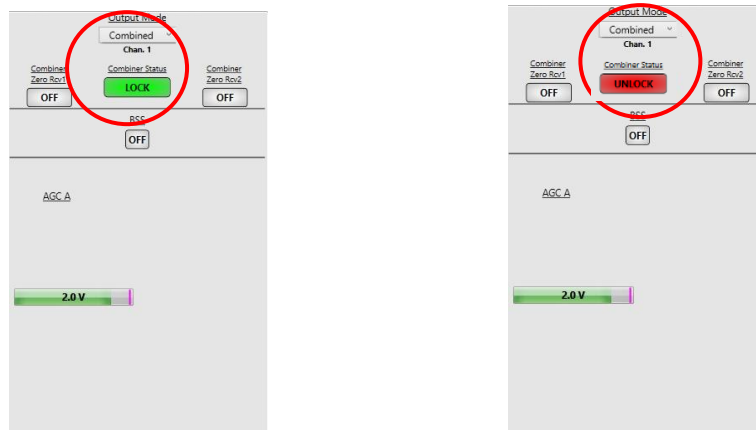 Output Mode
Combined
Chan. 1
Combiner Zero Rcv1
Combiner Status
Combiner Zero Rcv2
OFF
LOCK
OFF
BSS
OFF
AGC A
2.0 V
Output Mode
Combined
Chan. 1
Combiner Zero Rcv1
Combiner Status
Combiner Zero Rcv2
OFF
UNLOCK
OFF
BSS
OFF
AGC A
2.0 V